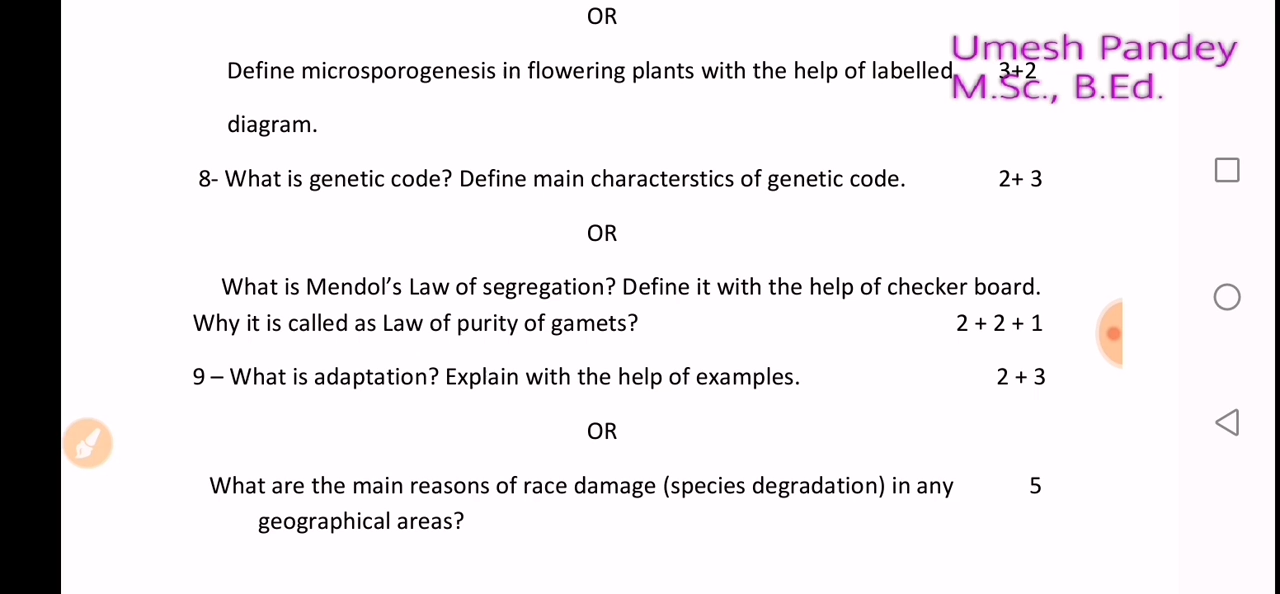 OR
Umesh Pandey
Define microsporogenesis in flowering plants with the help of labelled 3+2
M.Sc., B.Ed.
diagram.
8- What is genetic code? Define main characterstics of genetic code. 2+ 3
OR
What is Mendol's Law of segregation? Define it with the help of checker board.
Why it is called as Law of purity of gamets? 2 + 2 + 1
9 – What is adaptation? Explain with the help of examples. 2 + 3
OR
What are the main reasons of race damage (species degradation) in any 5
geographical areas?